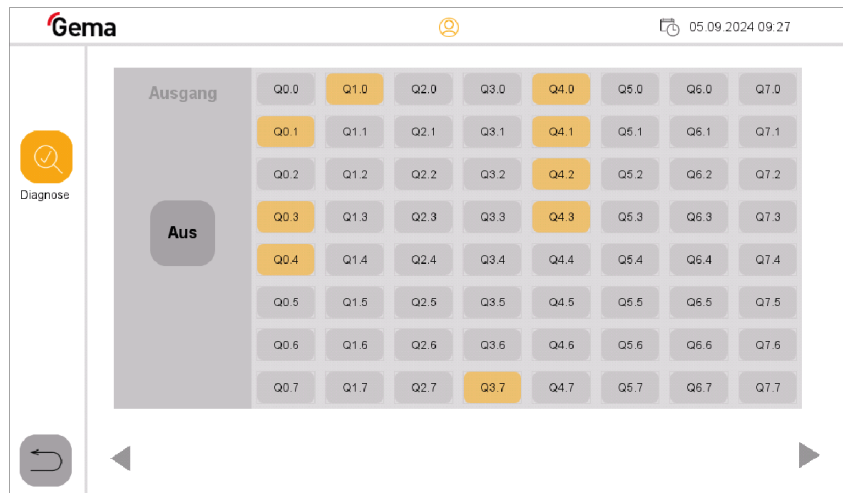 Gema
05.09.2024 09:27
Ausgang Q0.0 Q1.0 Q2.0 Q3.0 Q4.0 Q5.0 Q6.0 Q7.0
Q0.1 Q1.1 Q2.1 Q3.1 Q4.1 Q5.1 Q6.1 Q7.1
Q0.2 Q1.2 Q2.2 Q3.2 Q4.2 Q5.2 Q6.2 Q7.2
Diagnose
Aus
Q0.3 Q1.3 Q2.3 Q3.3 Q4.3 Q5.3 Q6.3 Q7.3
Q0.4 Q1.4 Q2.4 Q3.4 Q4.4 Q5.4 Q6.4 Q7.4
Q0.5 Q1.5 Q2.5 Q3.5 Q4.5 Q5.5 Q6.5 Q7.5
Q0.6 Q1.6 Q2.6 Q3.6 Q4.6 Q5.6 Q6.6 Q7.6
Q0.7 Q1.7 Q2.7 Q3.7 Q4.7 Q5.7 Q6.7 Q7.7